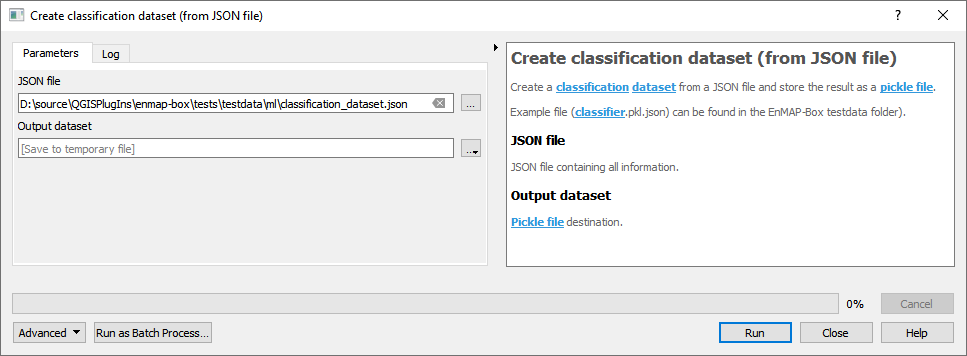 Create classification dataset (from JSON file)
?
Parameters
Log
JSON file
D:\source\QGISPlugIns\enmap-box\tests\testdata\ml\classification_dataset.json
...
Output dataset
[Save to temporary file]
...
Create classification dataset (from JSON file)
Create a classification dataset from a JSON file and store the result as a pickle file.
Example file (classifier.pkl.json) can be found in the EnMAP-Box testdata folder).
JSON file
JSON file containing all information.
Output dataset
Pickle file destination.
0%
Cancel
Advanced
Run as Batch Process...
Run
Close
Help